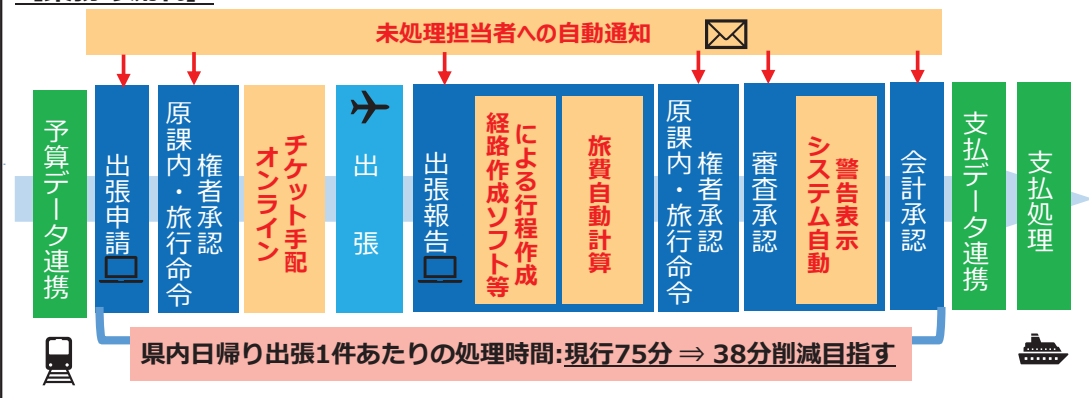 未処理担当者への自動通知
予算データ連携
出張申請
原課内・旅行命令
権者承認
オンライン
チケット手配
出張
出張報告
経路作成ソフト等
による行程作成
旅費自動計算
原課内・旅行命令
権者承認
審査承認
システム自動
警告表示
会計承認
支払データ連携
支払処理
県内日帰り出張1件あたりの処理時間:現行75分 ⇒ 38分削減目指す